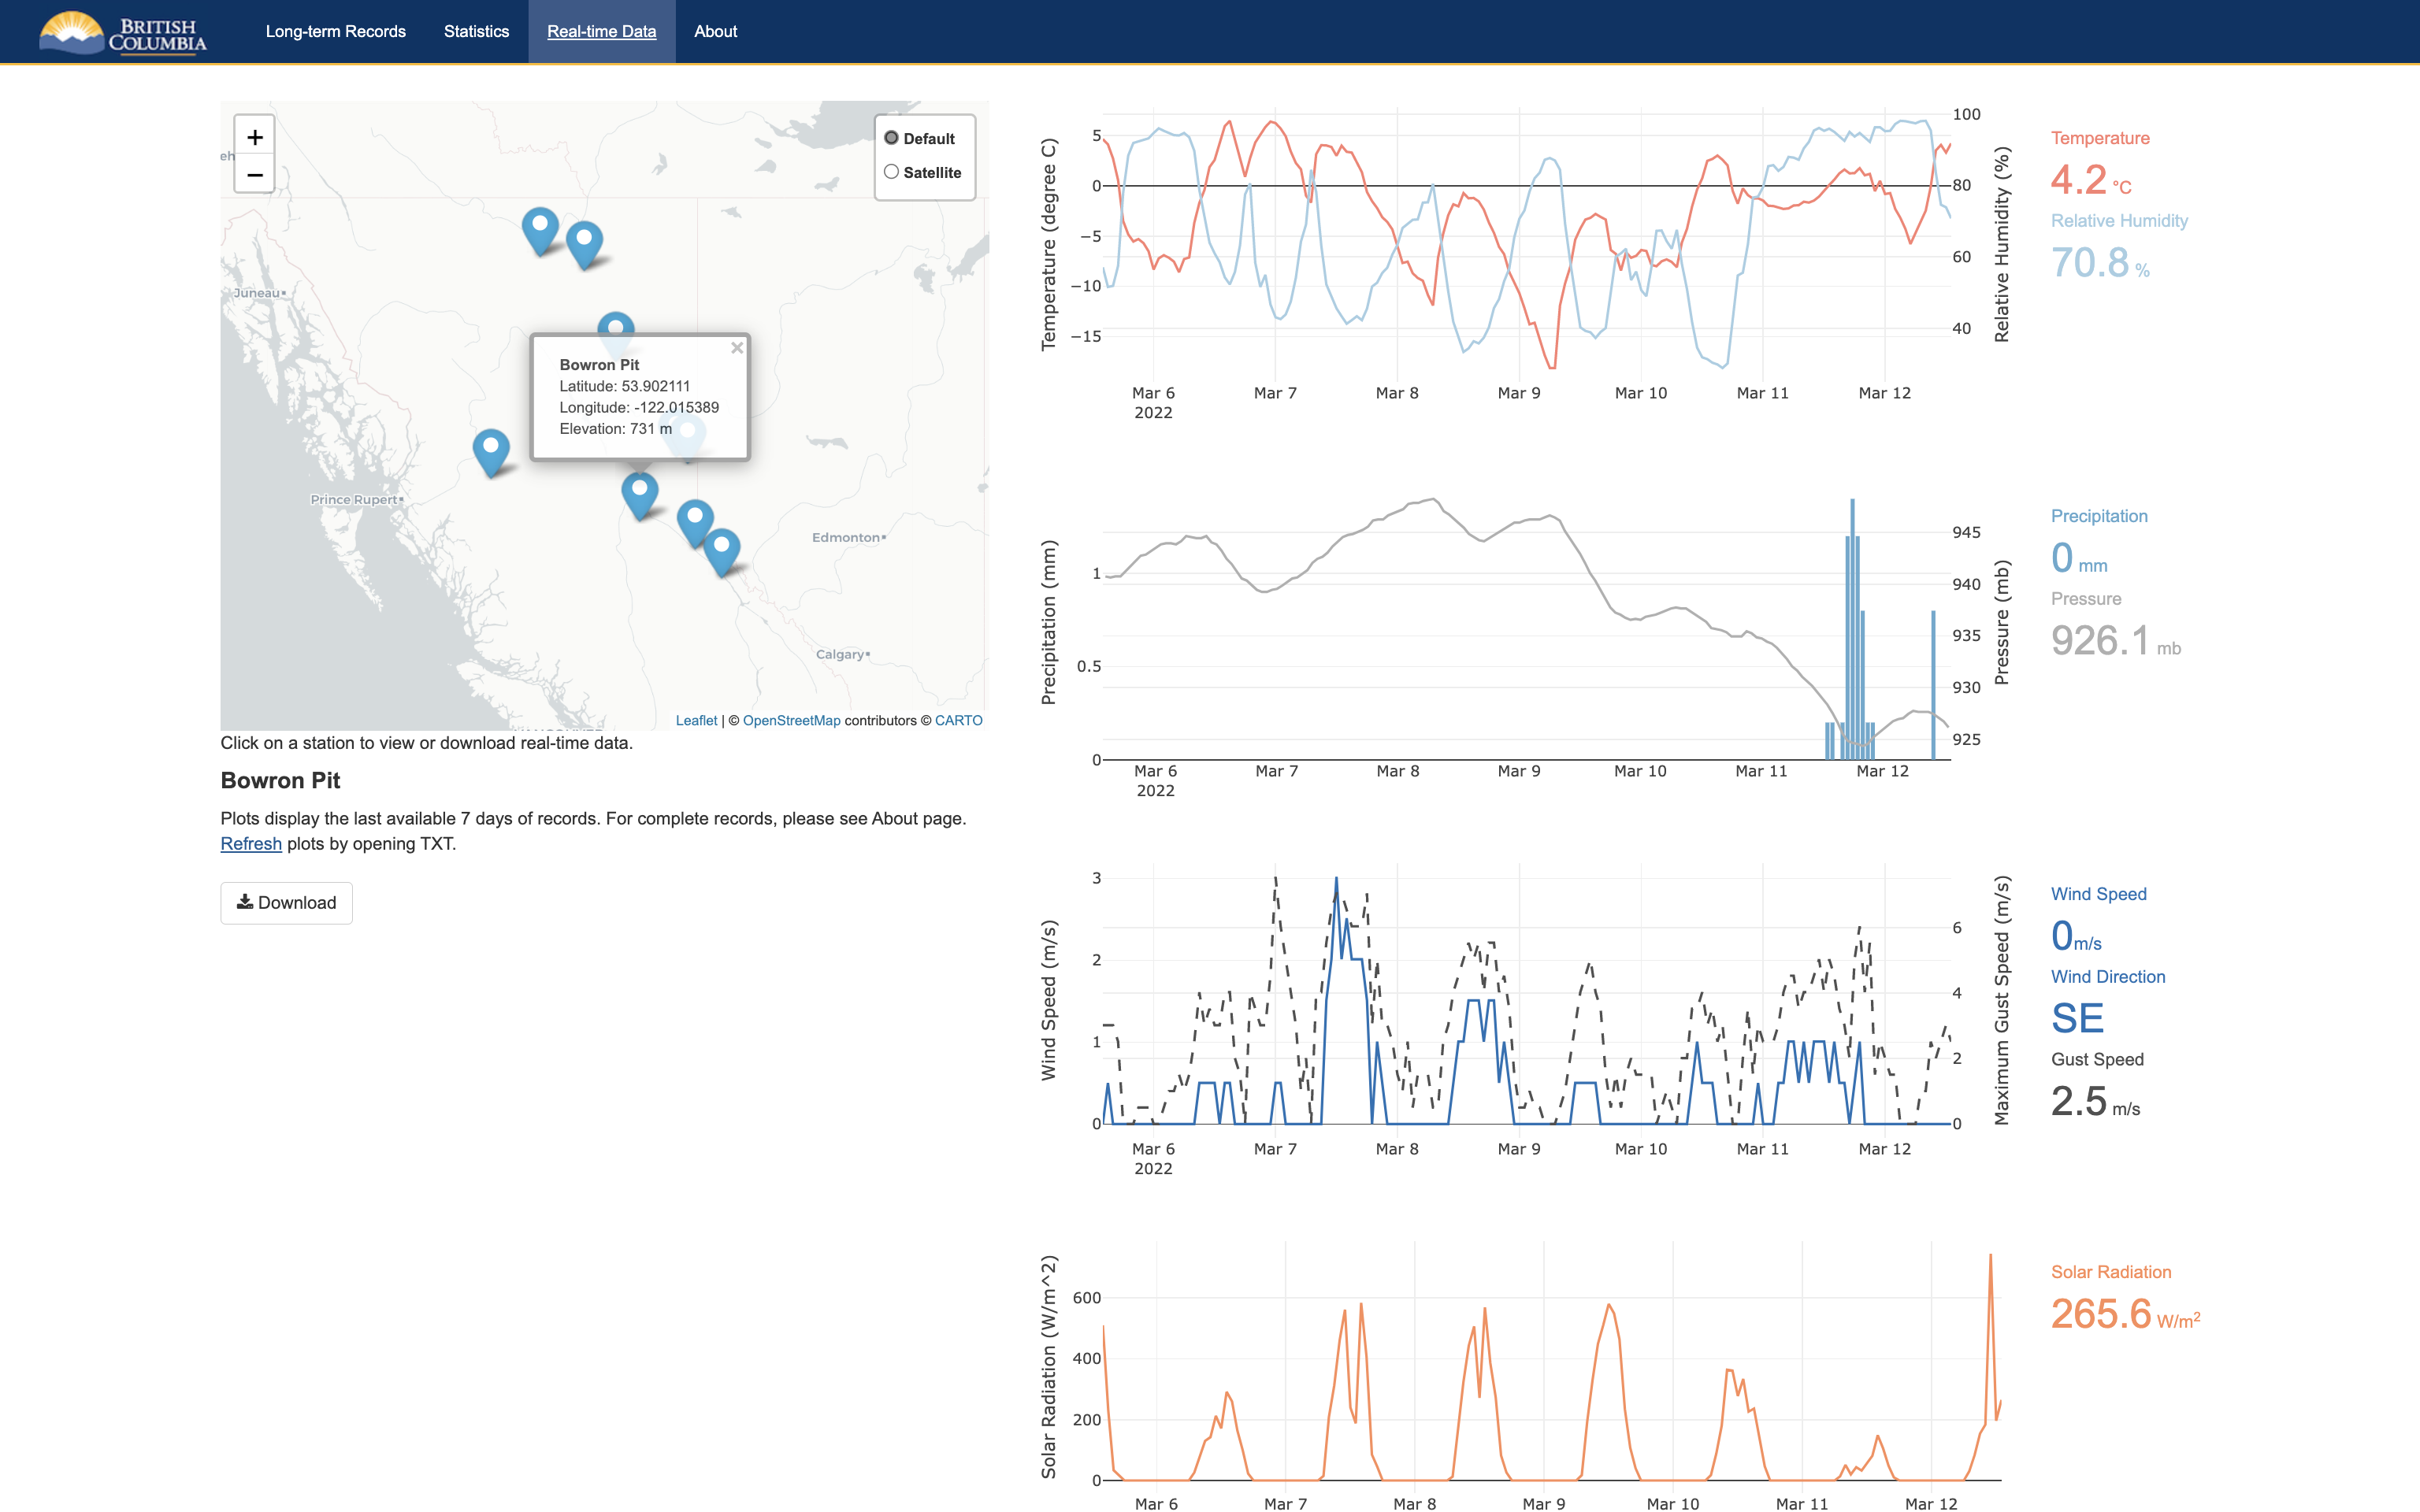 BRITISH
COLUMBIA
Long-term Records
Statistics
Real-time Data
About
+
−
Default
Satellite
eh
Juneau
Prince Rupert
Edmonton
Calgary
Bowron Pit
×
Latitude: 53.902111
Longitude: -122.015389
Elevation: 731 m
Leaflet | © OpenStreetMap contributors © CARTO
Click on a station to view or download real-time data.
Bowron Pit
Plots display the last available 7 days of records. For complete records, please see About page.
Refresh plots by opening TXT.
Download
Temperature (degree C)
5
0
−5
−10
−15
100
80
60
40
Relative Humidity (%)
Mar 6
2022
Mar 7
Mar 8
Mar 9
Mar 10
Mar 11
Mar 12
Temperature
4.2 °C
Relative Humidity
70.8 %
Precipitation (mm)
1
0.5
0
945
940
935
930
925
Pressure (mb)
Mar 6
2022
Mar 7
Mar 8
Mar 9
Mar 10
Mar 11
Mar 12
Precipitation
0 mm
Pressure
926.1 mb
Wind Speed (m/s)
3
2
1
0
6
4
2
0
Maximum Gust Speed (m/s)
Mar 6
2022
Mar 7
Mar 8
Mar 9
Mar 10
Mar 11
Mar 12
Wind Speed
0m/s
Wind Direction
SE
Gust Speed
2.5 m/s
Solar Radiation (W/m^2)
600
400
200
0
Mar 6
Mar 7
Mar 8
Mar 9
Mar 10
Mar 11
Mar 12
Solar Radiation
265.6 W/m²